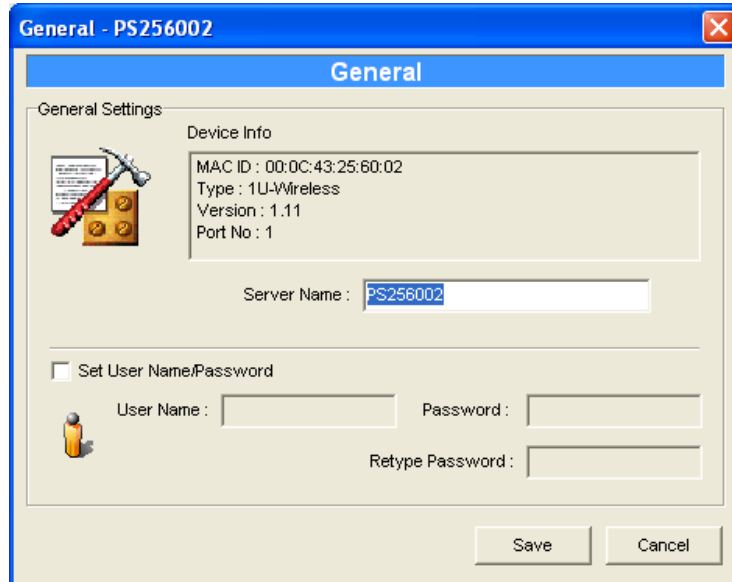 General - PS256002
General
General Settings
Device Info
MAC ID : 00:0C:43:25:60:02
Type : 1U-Wireless
Version : 1.11
Port No : 1
Server Name : PS256002
Set User Name/Password
User Name : Password :
Retype Password :
Save Cancel